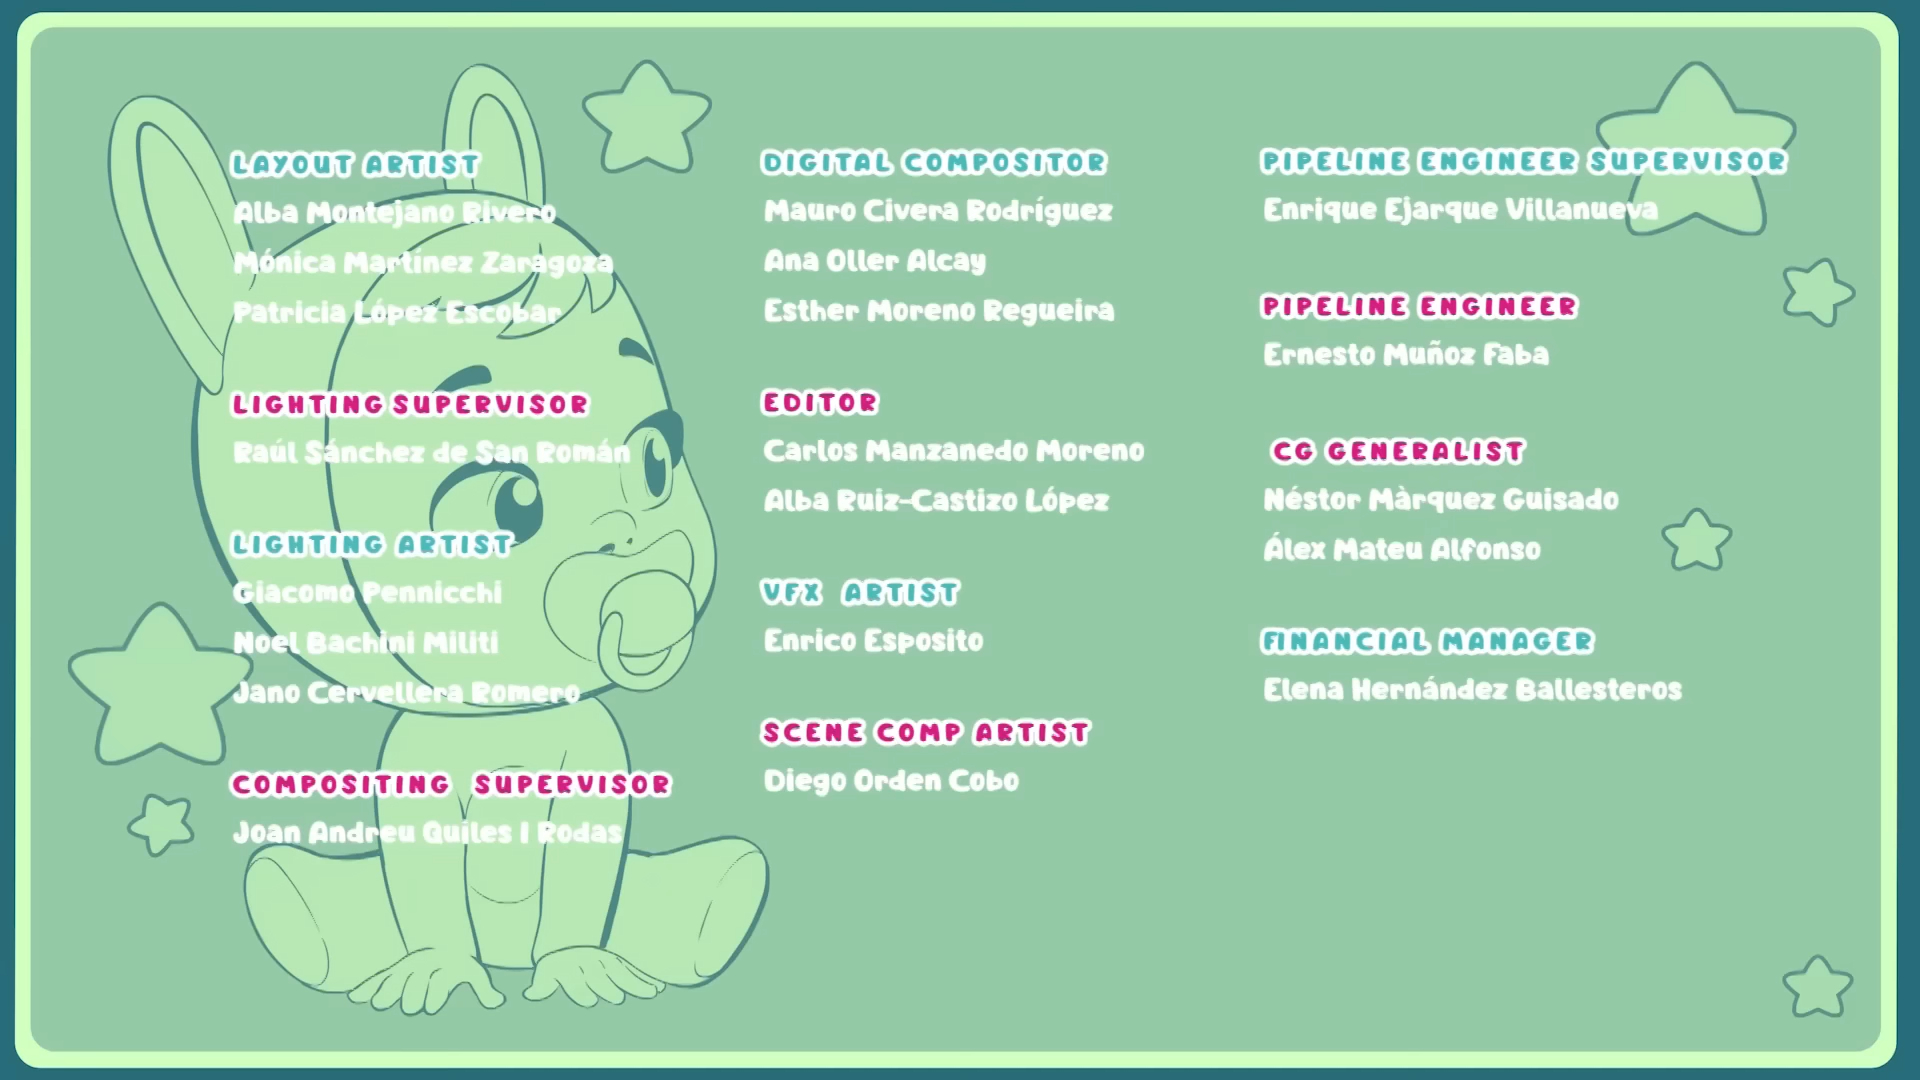 LAYOUT ARTIST
Alba Montejano Rivero
Mónica Martínez Zaragoza
Patricia López Escobar
LIGHTING SUPERVISOR
Raúl Sánchez de San Román
LIGHTING ARTIST
Giacomo Pennicchi
Noel Bachini Militi
Jano Cervellera Romero
COMPOSITING SUPERVISOR
Joan Andreu Quiles I Rodas
DIGITAL COMPOSITOR
Mauro Civera Rodríguez
Ana Oller Alcay
Esther Moreno Regueira
EDITOR
Carlos Manzanedo Moreno
Alba Ruiz-Castizo López
VFX ARTIST
Enrico Esposito
SCENE COMP ARTIST
Diego Orden Cobo
PIPELINE ENGINEER SUPERVISOR
Enrique Ejarque Villanueva
PIPELINE ENGINEER
Ernesto Muñoz Faba
CG GENERALIST
Néstor Màrquez Guisado
Álex Mateu Alfonso
FINANCIAL MANAGER
Elena Hernández Ballesteros